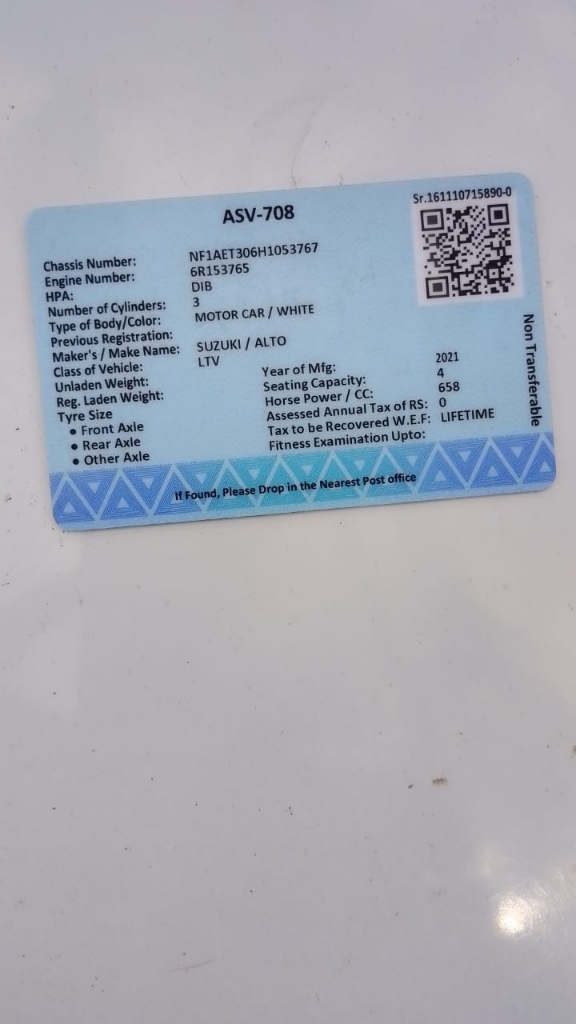 Sr.161110715890-0
ASV-708
Chassis Number: NF1AET306H1053767
Engine Number: 6R153765
HPA: DIB
Number of Cylinders: 3
Type of Body/Color: MOTOR CAR / WHITE
Previous Registration:
Maker's / Make Name: SUZUKI / ALTO
Class of Vehicle: LTV
Unladen Weight:
Reg. Laden Weight:
Tyre Size
• Front Axle
• Rear Axle
• Other Axle
Year of Mfg: 2021
Seating Capacity: 4
Horse Power / CC: 658
Assessed Annual Tax of RS: 0
Tax to be Recovered W.E.F: LIFETIME
Fitness Examination Upto:
Non Transferable
If Found, Please Drop in the Nearest Post office